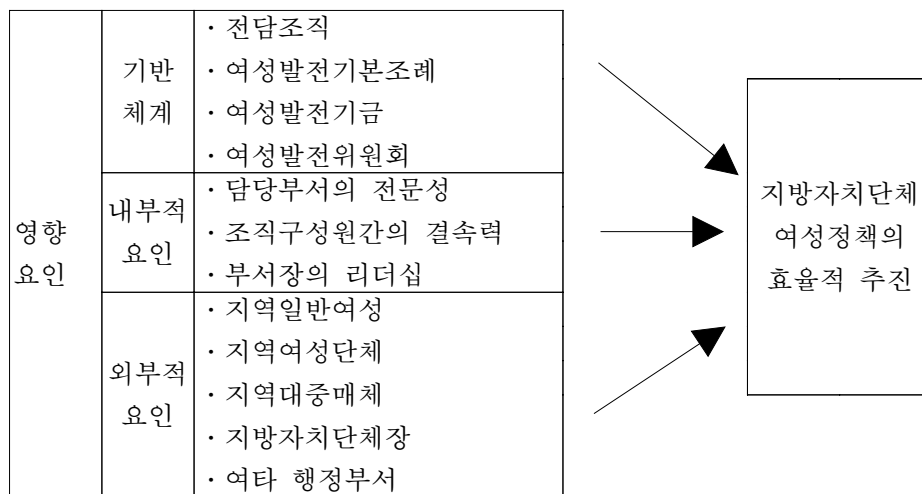 영향
요인
기반
체계
· 전담조직
· 여성발전기본조례
· 여성발전기금
· 여성발전위원회
내부적
요인
· 담당부서의 전문성
· 조직구성원간의 결속력
· 부서장의 리더십
외부적
요인
· 지역일반여성
· 지역여성단체
· 지역대중매체
· 지방자치단체장
· 여타 행정부서
지방자치단체
여성정책의
효율적 추진